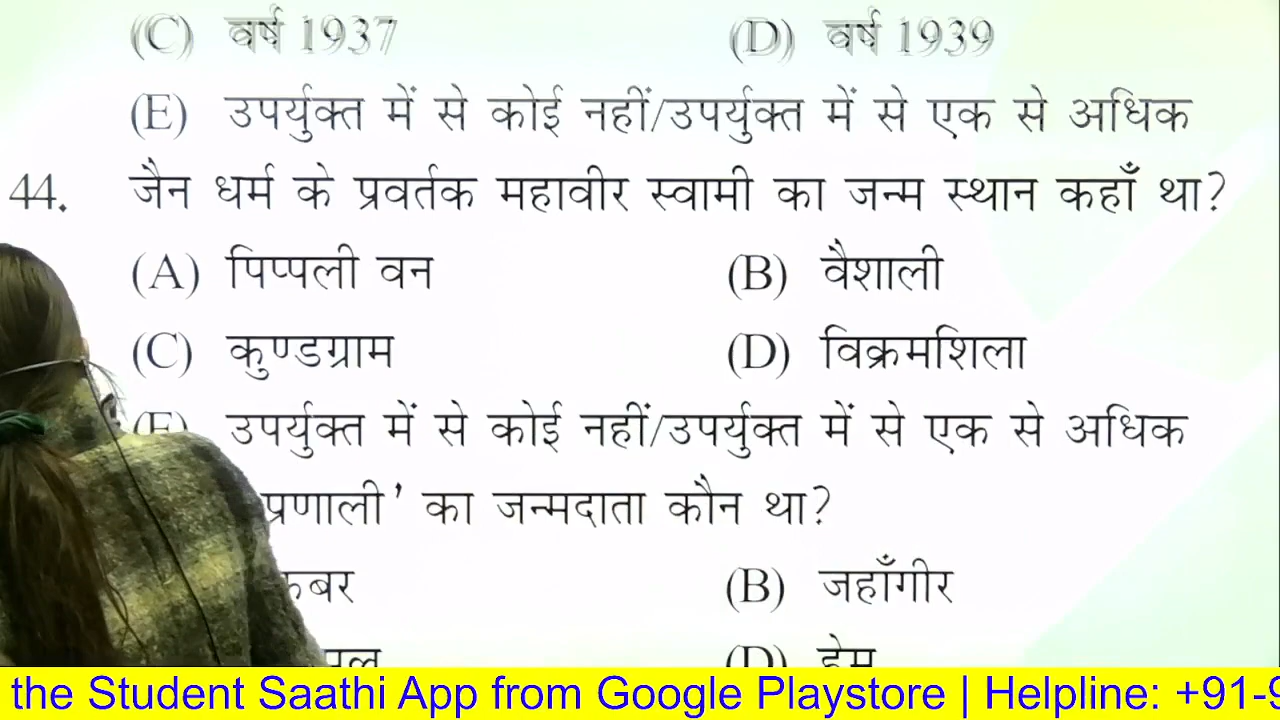 (C) वर्ष 1937 (D) वर्ष 1939
(E) उपर्युक्त में से कोई नहीं/उपर्युक्त में से एक से अधिक
44. जैन धर्म के प्रवर्तक महावीर स्वामी का जन्म स्थान कहाँ था?
(A) पिप्पली वन (B) वैशाली
(C) कुण्डग्राम (D) विक्रमशिला
(E) उपर्युक्त में से कोई नहीं/उपर्युक्त में से एक से अधिक
प्रणाली' का जन्मदाता कौन था?
(B) जहाँगीर
(D)
the Student Saathi App from Google Playstore | Helpline: +91-9